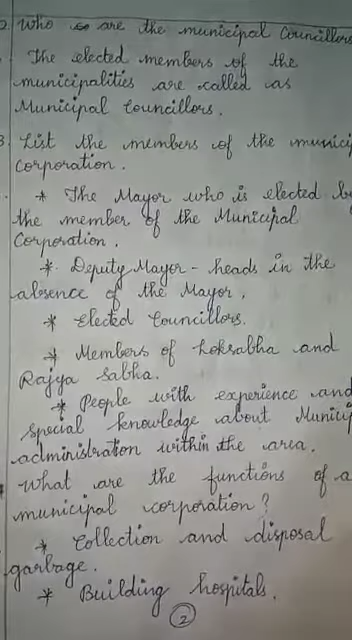 2. Who are the municipal Councillors
The elected members of the
municipalities are called as
Municipal Councillors.
3. List the members of the munici
Corporation.
* The Mayor who is elected b
the member of the Municipal
Corporation.
* Deputy Mayor - heads in the
absence of the Mayor.
* Elected Councillors.
* Members of Loksabha and
Rajya Sabha.
* People with experience and
special knowledge about Municip
administration within the area.
What are the functions of a
municipal corporation?
* Collection and disposal
garbage.
* Building hospitals.
2